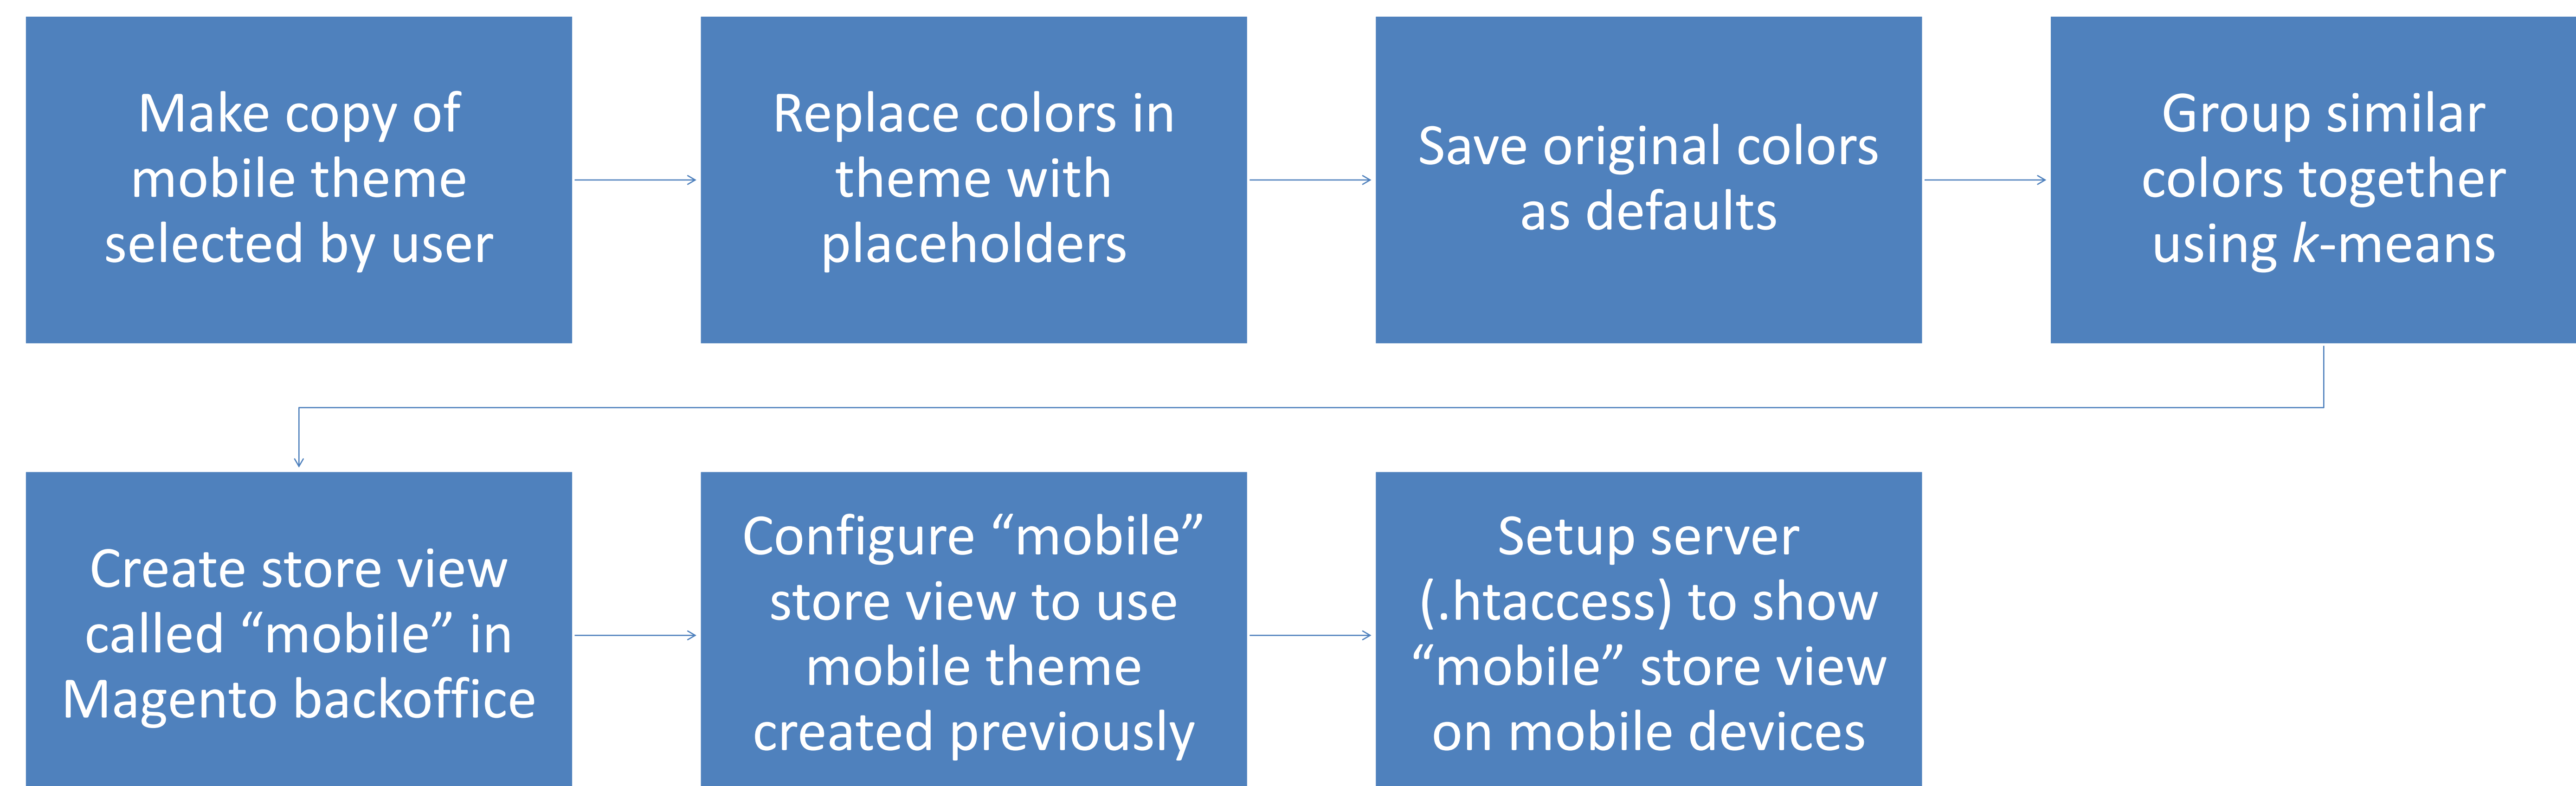 Make copy of
mobile theme
selected by user
Replace colors in
theme with
placeholders
Save original colors
as defaults
Group similar
colors together
using k-means
Create store view
called “mobile” in
Magento backoffice
Configure “mobile”
store view to use
mobile theme
created previously
Setup server
(.htaccess) to show
“mobile” store view
on mobile devices